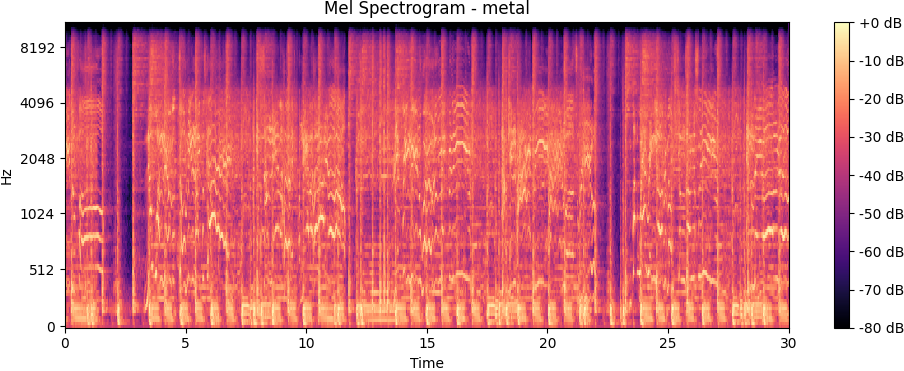 Mel Spectrogram - metal
Hz
8192
4096
2048
1024
512
0
0 5 10 15 20 25 30
Time
+0 dB
-10 dB
-20 dB
-30 dB
-40 dB
-50 dB
-60 dB
-70 dB
-80 dB